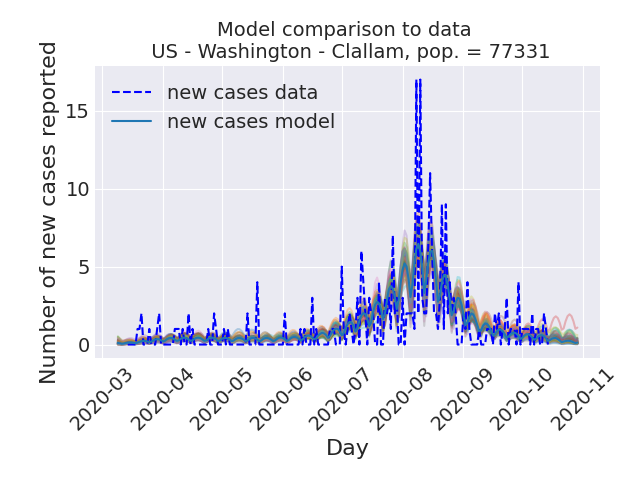 Model comparison to data
US - Washington - Clallam, pop. = 77331
Number of new cases reported
new cases data
new cases model
15
10
5
0
2020-03
2020-04
2020-05
2020-06
2020-07
2020-08
2020-09
2020-10
2020-11
Day